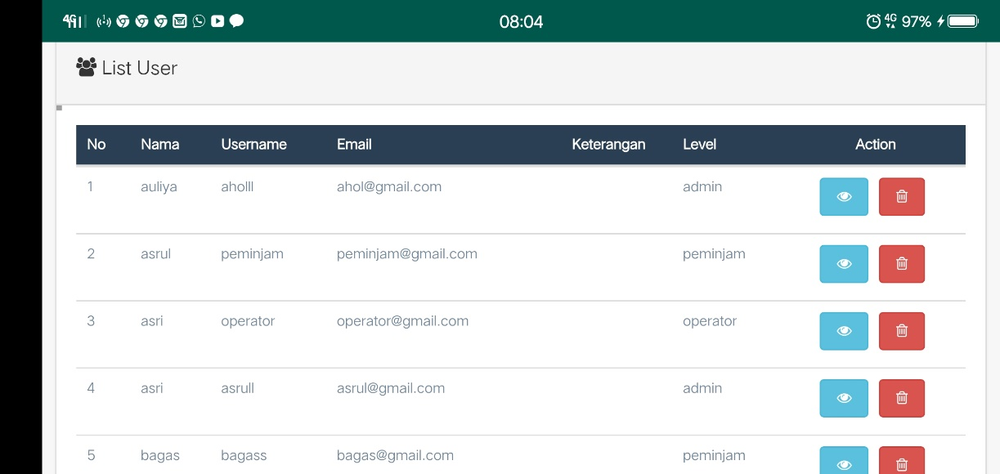 4G 08:04 4G 97%
List User
No Nama Username Email Keterangan Level Action
1 auliya aholll ahol@gmail.com admin
2 asrul peminjam peminjam@gmail.com peminjam
3 asri operator operator@gmail.com operator
4 asri asrull asrul@gmail.com admin
5 bagas bagass bagas@gmail.com peminjam